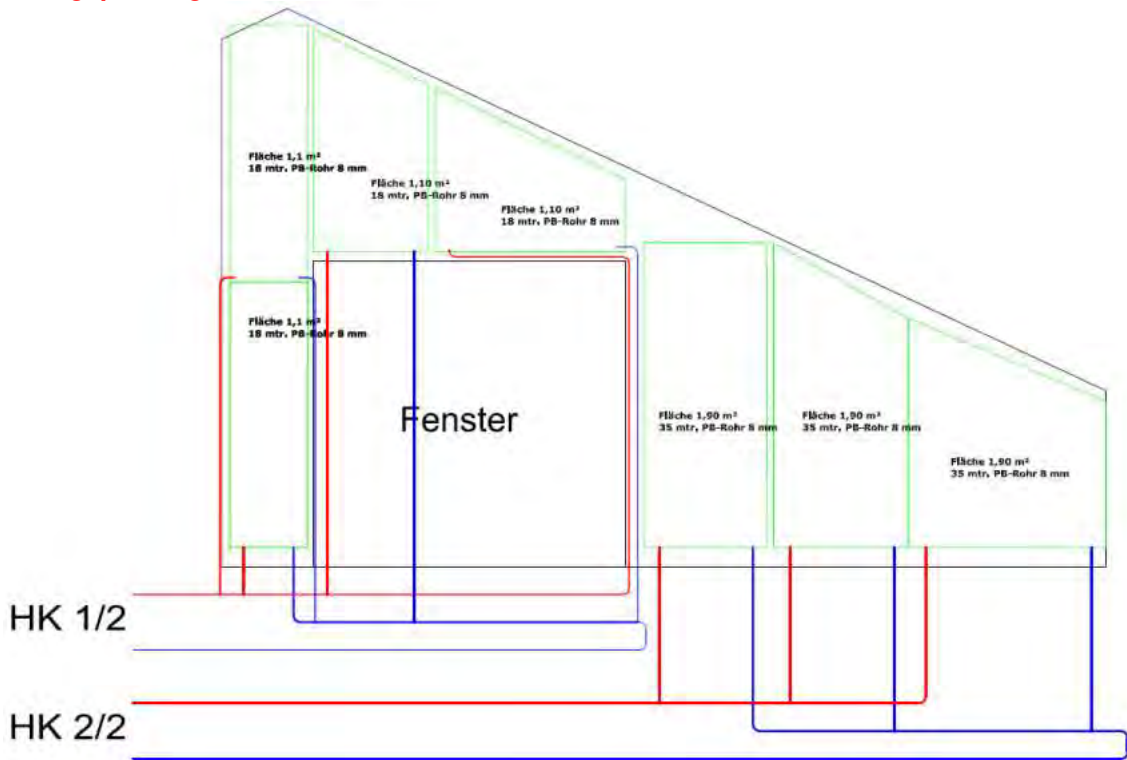 Fläche 1,1 m²
18 mtr. PB-Rohr 8 mm
Fläche 1,10 m²
18 mtr. PB-Rohr 8 mm
Fläche 1,10 m²
18 mtr. PB-Rohr 8 mm
Fläche 1,1 m²
18 mtr. PB-Rohr 8 mm
Fenster
Fläche 1,90 m²
35 mtr. PB-Rohr 8 mm
Fläche 1,90 m²
35 mtr. PB-Rohr 8 mm
Fläche 1,90 m²
35 mtr. PB-Rohr 8 mm
HK 1/2
HK 2/2